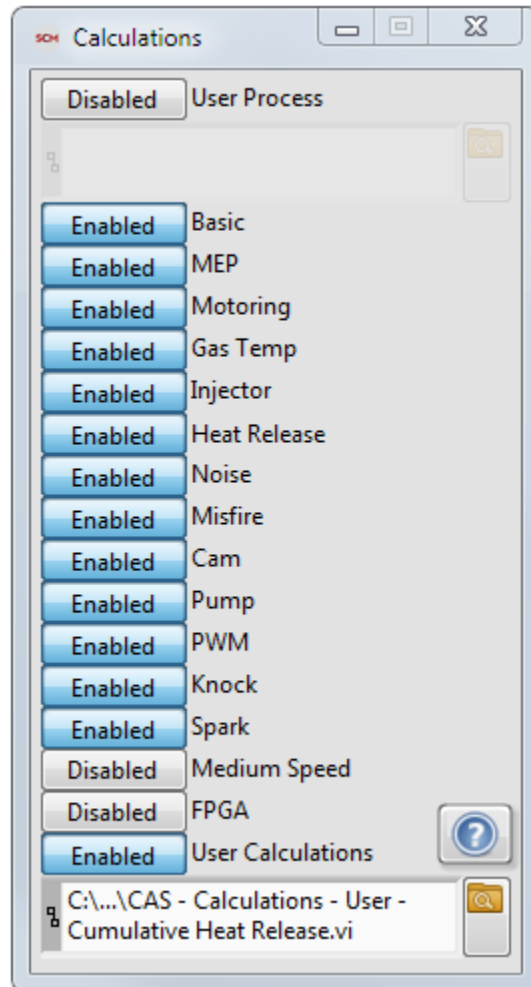 SCM Calculations
Disabled User Process
Enabled Basic
Enabled MEP
Enabled Motoring
Enabled Gas Temp
Enabled Injector
Enabled Heat Release
Enabled Noise
Enabled Misfire
Enabled Cam
Enabled Pump
Enabled PWM
Enabled Knock
Enabled Spark
Disabled Medium Speed
Disabled FPGA
Enabled User Calculations
?
C:\...\CAS - Calculations - User -
Cumulative Heat Release.vi